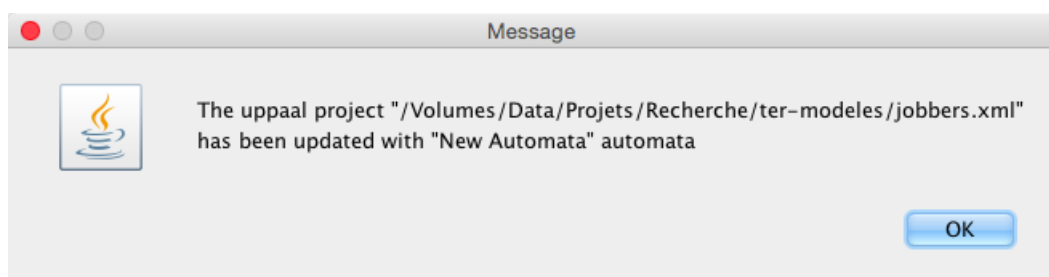 Message
The uppaal project "/Volumes/Data/Projets/Recherche/ter-modeles/jobbers.xml"
has been updated with "New Automata" automata
OK